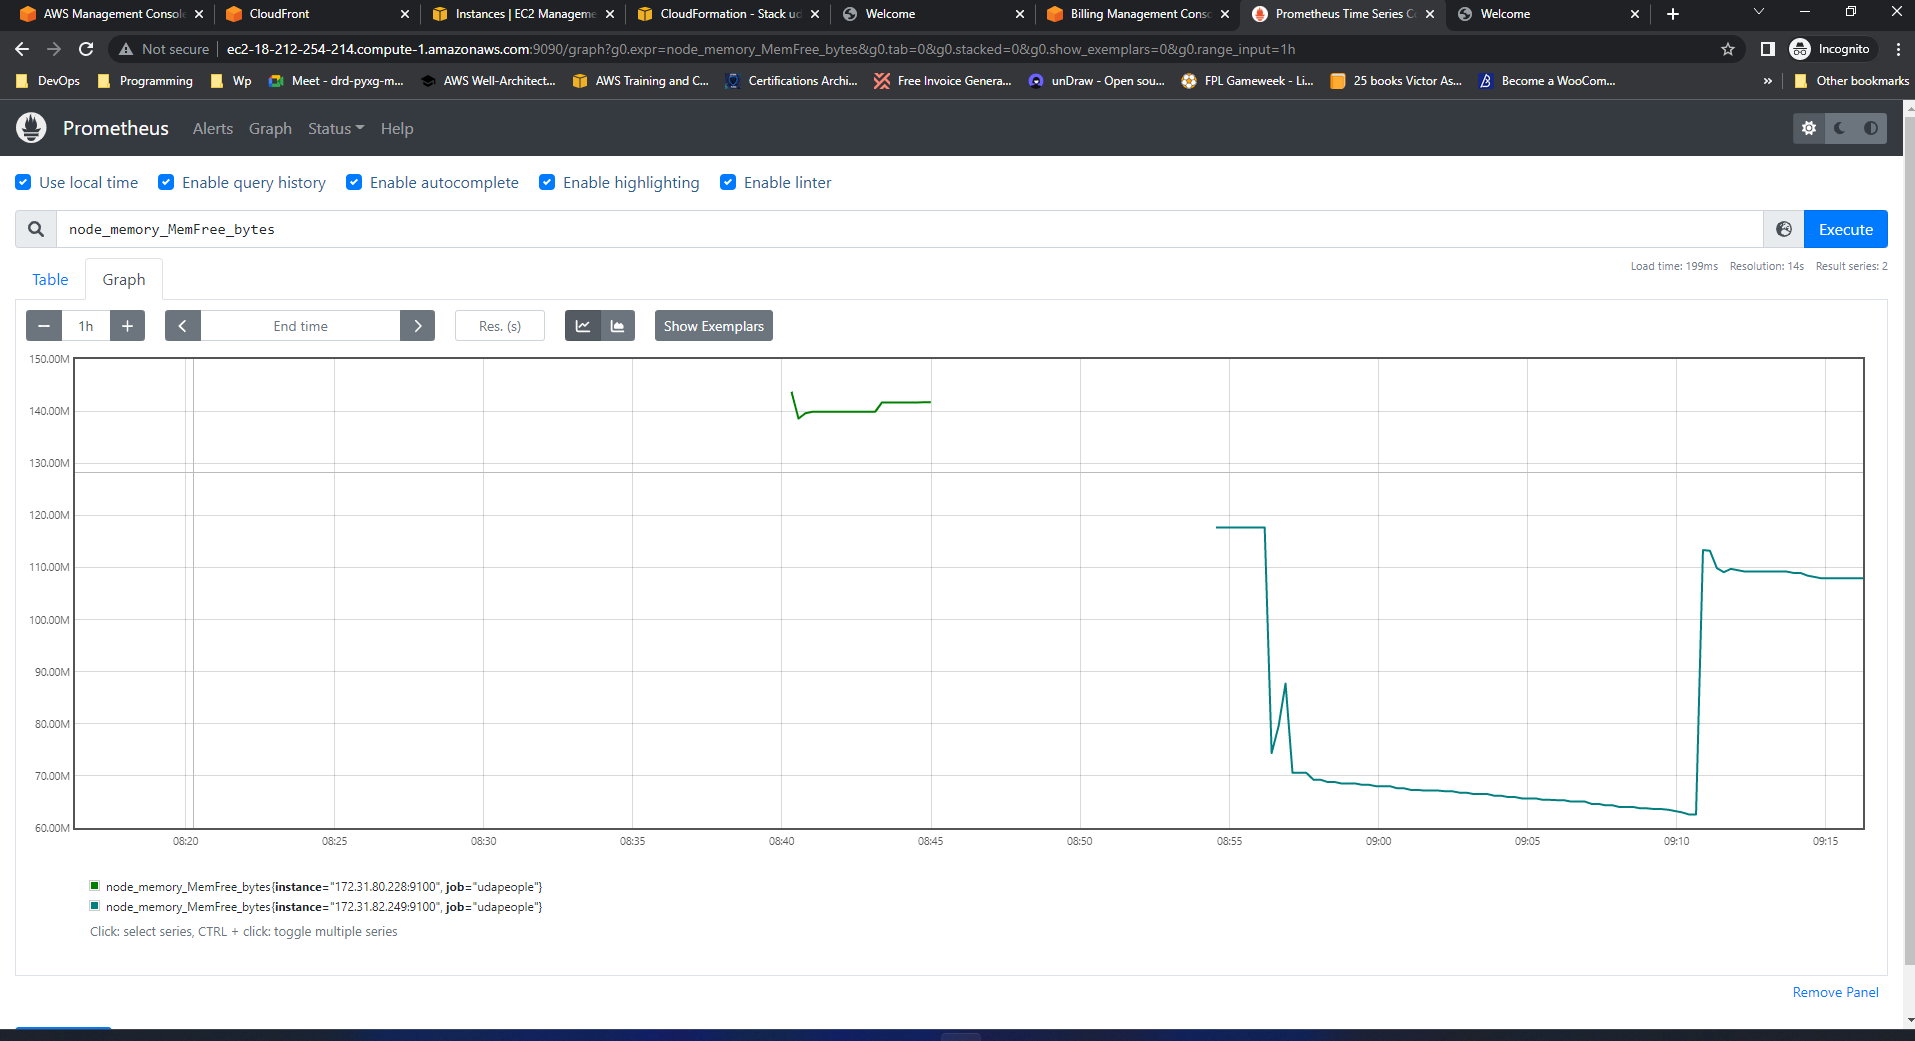 AWS Management Console
CloudFront
Instances | EC2 Manageme
CloudFormation - Stack ud
Welcome
Billing Management Conso
Prometheus Time Series Co
Welcome
Not secure
ec2-18-212-254-214.compute-1.amazonaws.com:9090/graph?g0.expr=node_memory_MemFree_bytes&g0.tab=0&g0.stacked=0&g0.show_exemplars=0&g0.range_input=1h
Incognito
DevOps
Programming
Wp
Meet - drd-pyxg-m...
AWS Well-Architect...
AWS Training and C...
Certifications Archi...
Free Invoice Genera...
unDraw - Open sou...
FPL Gameweek - Li...
25 books Victor As...
Become a WooCom...
»
Other bookmarks
Prometheus
Alerts
Graph
Status
Help
Use local time
Enable query history
Enable autocomplete
Enable highlighting
Enable linter
node_memory_MemFree_bytes
Execute
Table
Graph
Load time: 199ms
Resolution: 14s
Result series: 2
1h
End time
Res. (s)
Show Exemplars
150.00M
140.00M
130.00M
120.00M
110.00M
100.00M
90.00M
80.00M
70.00M
60.00M
08:20
08:25
08:30
08:35
08:40
08:45
08:50
08:55
09:00
09:05
09:10
09:15
node_memory_MemFree_bytes{instance="172.31.80.228:9100", job="udapeople"}
node_memory_MemFree_bytes{instance="172.31.82.249:9100", job="udapeople"}
Click: select series, CTRL + click: toggle multiple series
Remove Panel